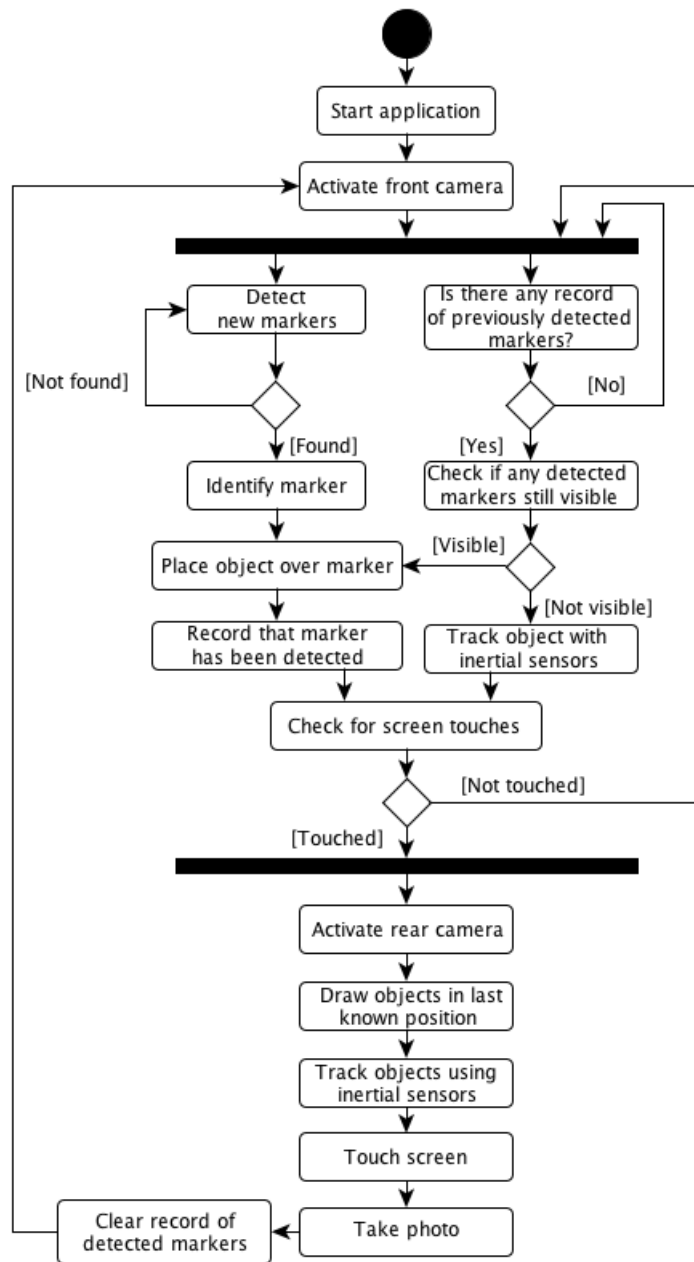 Start application
Activate front camera
Detect
new markers
Is there any record
of previously detected
markers?
[Not found]
[No]
[Found]
[Yes]
Identify marker
Check if any detected
markers still visible
[Visible]
Place object over marker
[Not visible]
Record that marker
has been detected
Track object with
inertial sensors
Check for screen touches
[Not touched]
[Touched]
Activate rear camera
Draw objects in last
known position
Track objects using
inertial sensors
Touch screen
Take photo
Clear record of
detected markers